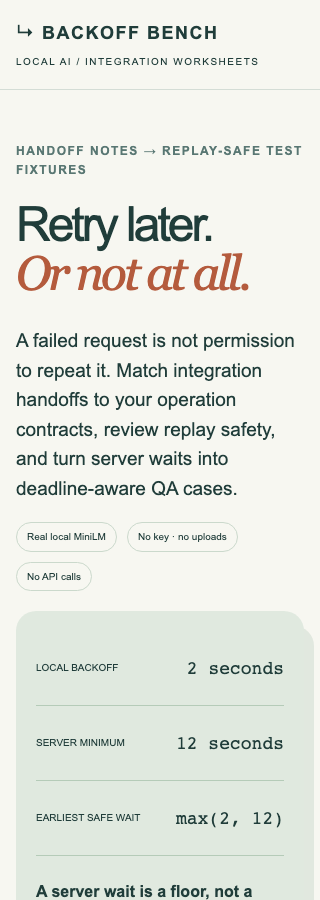 ↳ BACKOFF BENCH
LOCAL AI / INTEGRATION WORKSHEETS
HANDOFF NOTES → REPLAY-SAFE TEST
FIXTURES
Retry later.
Or not at all.
A failed request is not permission
to repeat it. Match integration
handoffs to your operation
contracts, review replay safety,
and turn server waits into
deadline-aware QA cases.
Real local MiniLM
No key · no uploads
No API calls
LOCAL BACKOFF 2 seconds
SERVER MINIMUM 12 seconds
EARLIEST SAFE WAIT max(2, 12)
A server wait is a floor, not a